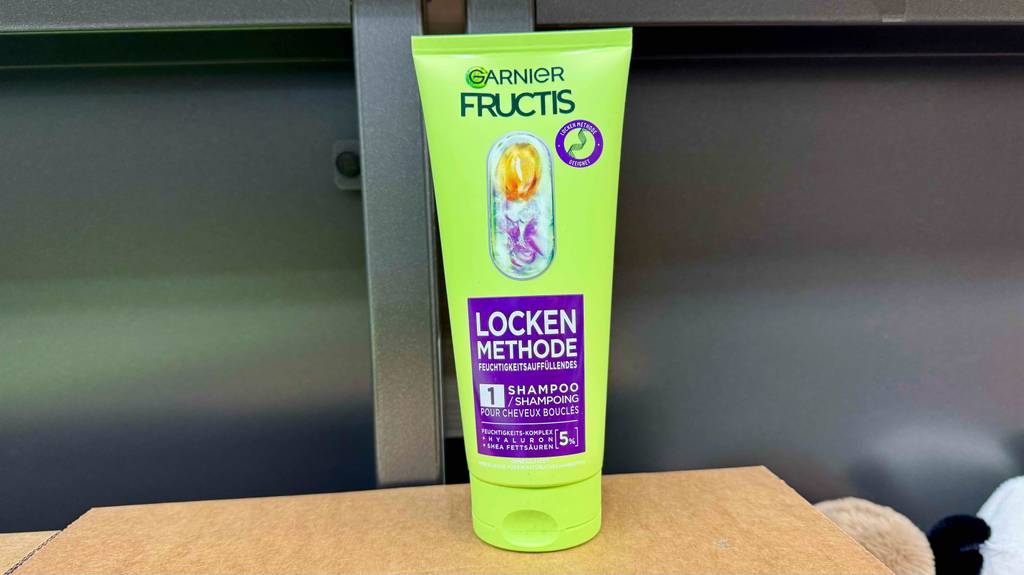 GARNIER
FRUCTIS
LOCKEN METHODE
GEEIGNET
LOCKEN
METHODE
FEUCHTIGKEITSAUFFÜLLENDES
1 SHAMPOO
/SHAMPOING
POUR CHEVEUX BOUCLÉS
FEUCHTIGKEITS-KOMPLEX
+ HYALURON
+ SHEA FETTSÄUREN [5%]